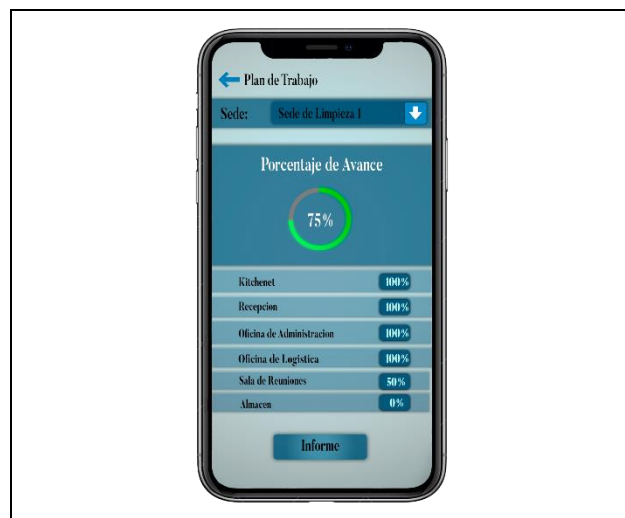 Plan de Trabajo
Sede: Sede de Limpieza 1
Porcentaje de Avance
75%
Kitchenet 100%
Recepcion 100%
Oficina de Administracion 100%
Oficina de Logistica 100%
Sala de Reuniones 50%
Almacen 0%
Informe